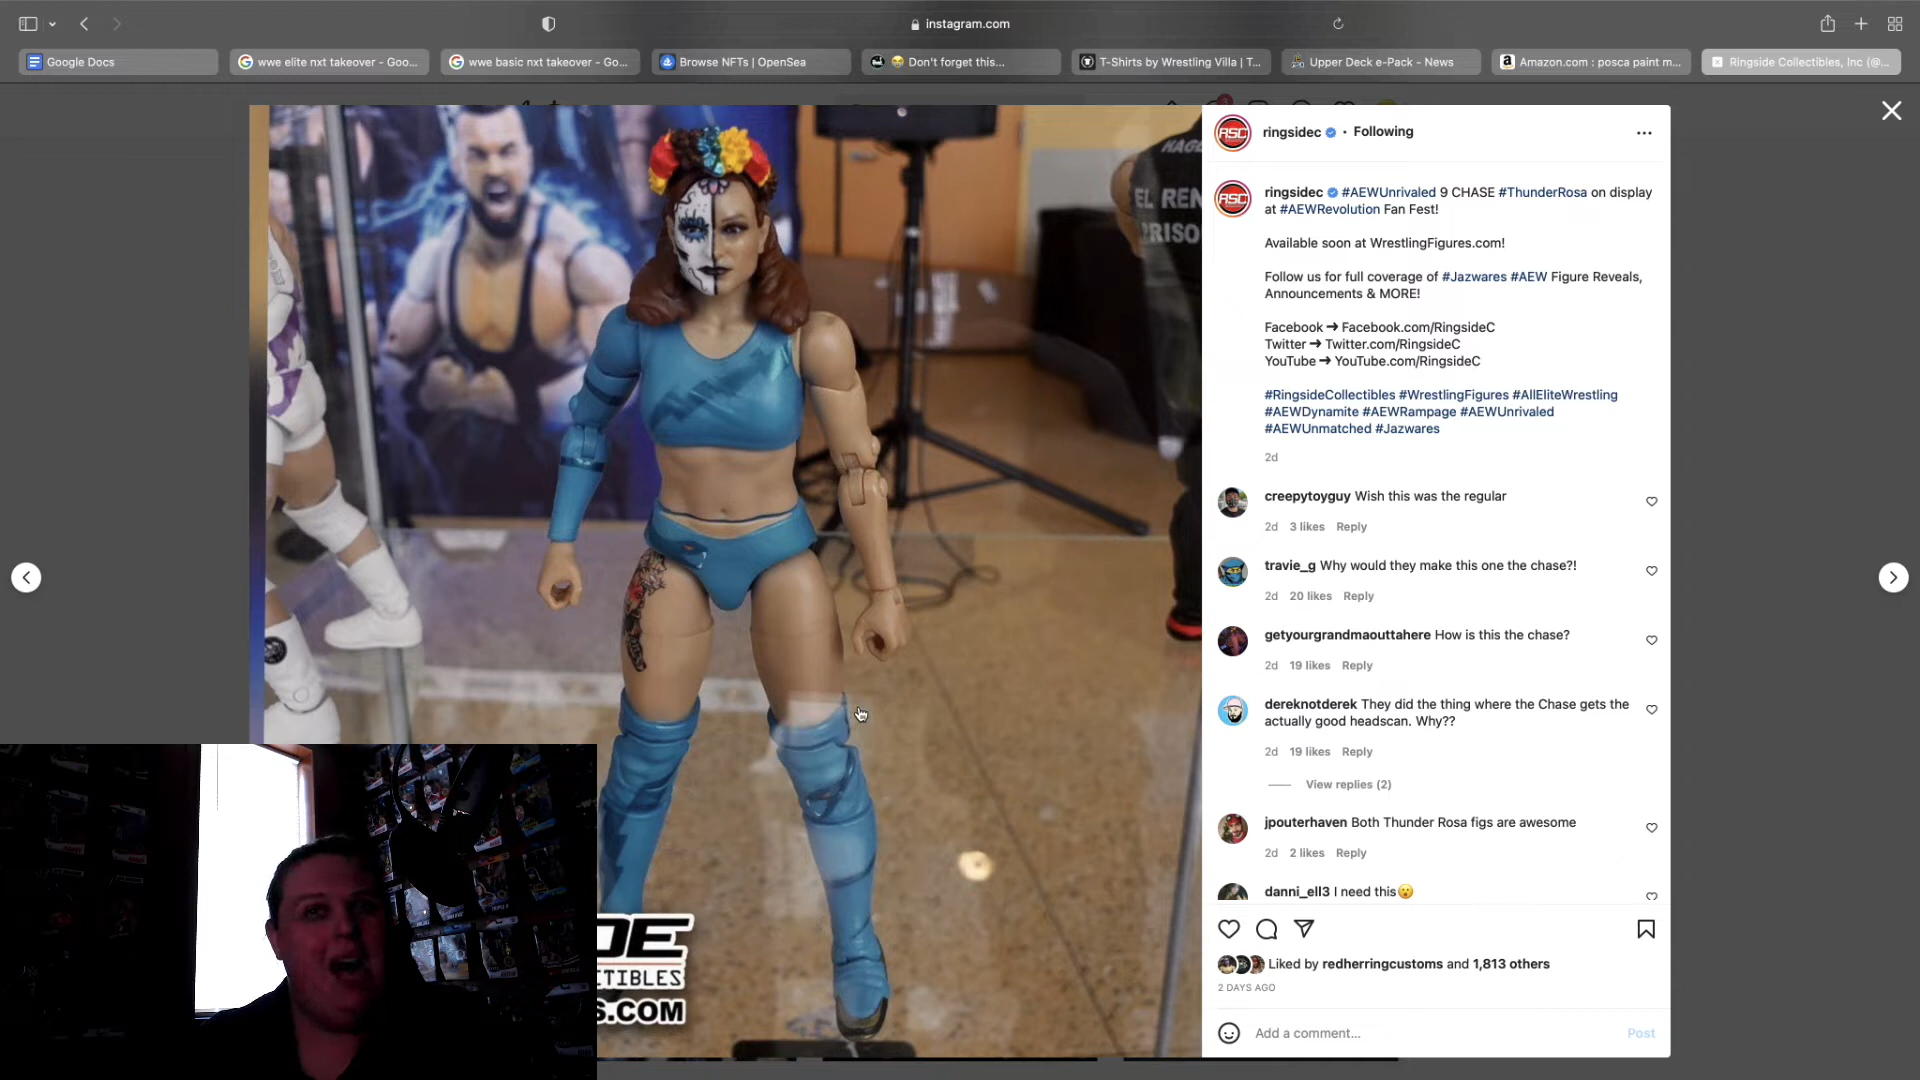 instagram.com
Google Docs
wwe elite nxt takeover - Goo...
wwe basic nxt takeover - Go...
Browse NFTs | OpenSea
😂 Don't forget this...
T-Shirts by Wrestling Villa | T...
Upper Deck e-Pack - News
Amazon.com : posca paint m...
Ringside Collectibles, Inc (@...
HAGE
EL REN
PRISO
DE
CTIBLES
S.COM
RSC
ringsidec • Following
RSC
ringsidec #AEWUnrivaled 9 CHASE #ThunderRosa on display
at #AEWRevolution Fan Fest!
Available soon at WrestlingFigures.com!
Follow us for full coverage of #Jazwares #AEW Figure Reveals,
Announcements & MORE!
Facebook ➜ Facebook.com/RingsideC
Twitter ➜ Twitter.com/RingsideC
YouTube ➜ YouTube.com/RingsideC
#RingsideCollectibles #WrestlingFigures #AllEliteWrestling
#AEWDynamite #AEWRampage #AEWUnrivaled
#AEWUnmatched #Jazwares
2d
creepytoyguy Wish this was the regular
2d 3 likes Reply
travie_g Why would they make this one the chase?!
2d 20 likes Reply
getyourgrandmaouttahere How is this the chase?
2d 19 likes Reply
dereknotderek They did the thing where the Chase gets the
actually good headscan. Why??
2d 19 likes Reply
View replies (2)
jpouterhaven Both Thunder Rosa figs are awesome
2d 2 likes Reply
danni_ell3 I need this😮
Liked by redherringcustoms and 1,813 others
2 DAYS AGO
Add a comment...
Post